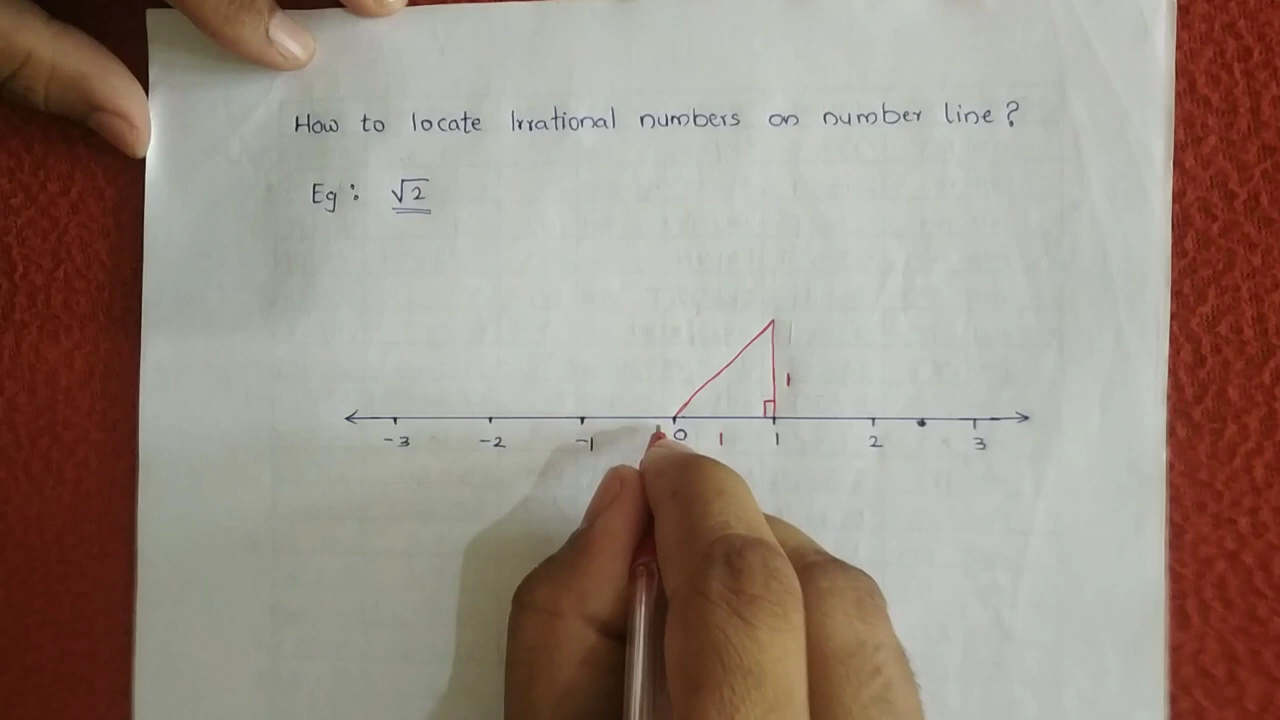 How to locate Irrational numbers on number line?
Eg: √2
1
-3 -2 -1 0 1 1 2 3